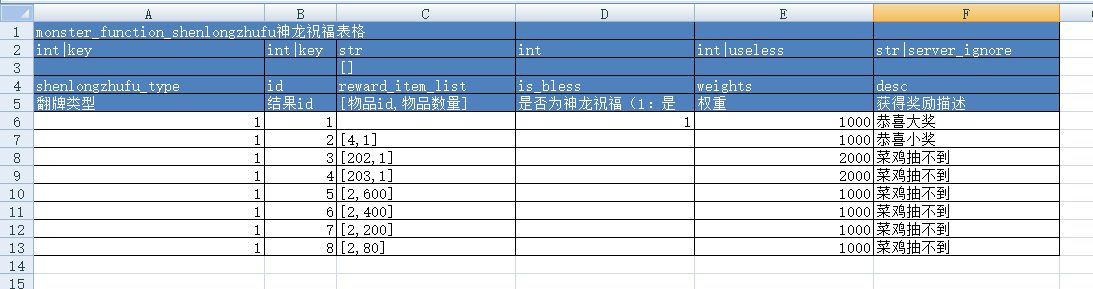 A B C D E F
1 monster_function_shenlongzhufu神龙祝福表格
2 int|key int|key str int int|useless str|server_ignore
3 []
4 shenlongzhufu_type id reward_item_list is_bless weights desc
5 翻牌类型 结果id [物品id,物品数量] 是否为神龙祝福（1：是 权重 获得奖励描述
6 1 1 1 1000 恭喜大奖
7 1 2 [4,1] 1000 恭喜小奖
8 1 3 [202,1] 2000 菜鸡抽不到
9 1 4 [203,1] 2000 菜鸡抽不到
10 1 5 [2,600] 1000 菜鸡抽不到
11 1 6 [2,400] 1000 菜鸡抽不到
12 1 7 [2,200] 1000 菜鸡抽不到
13 1 8 [2,80] 1000 菜鸡抽不到
14
15